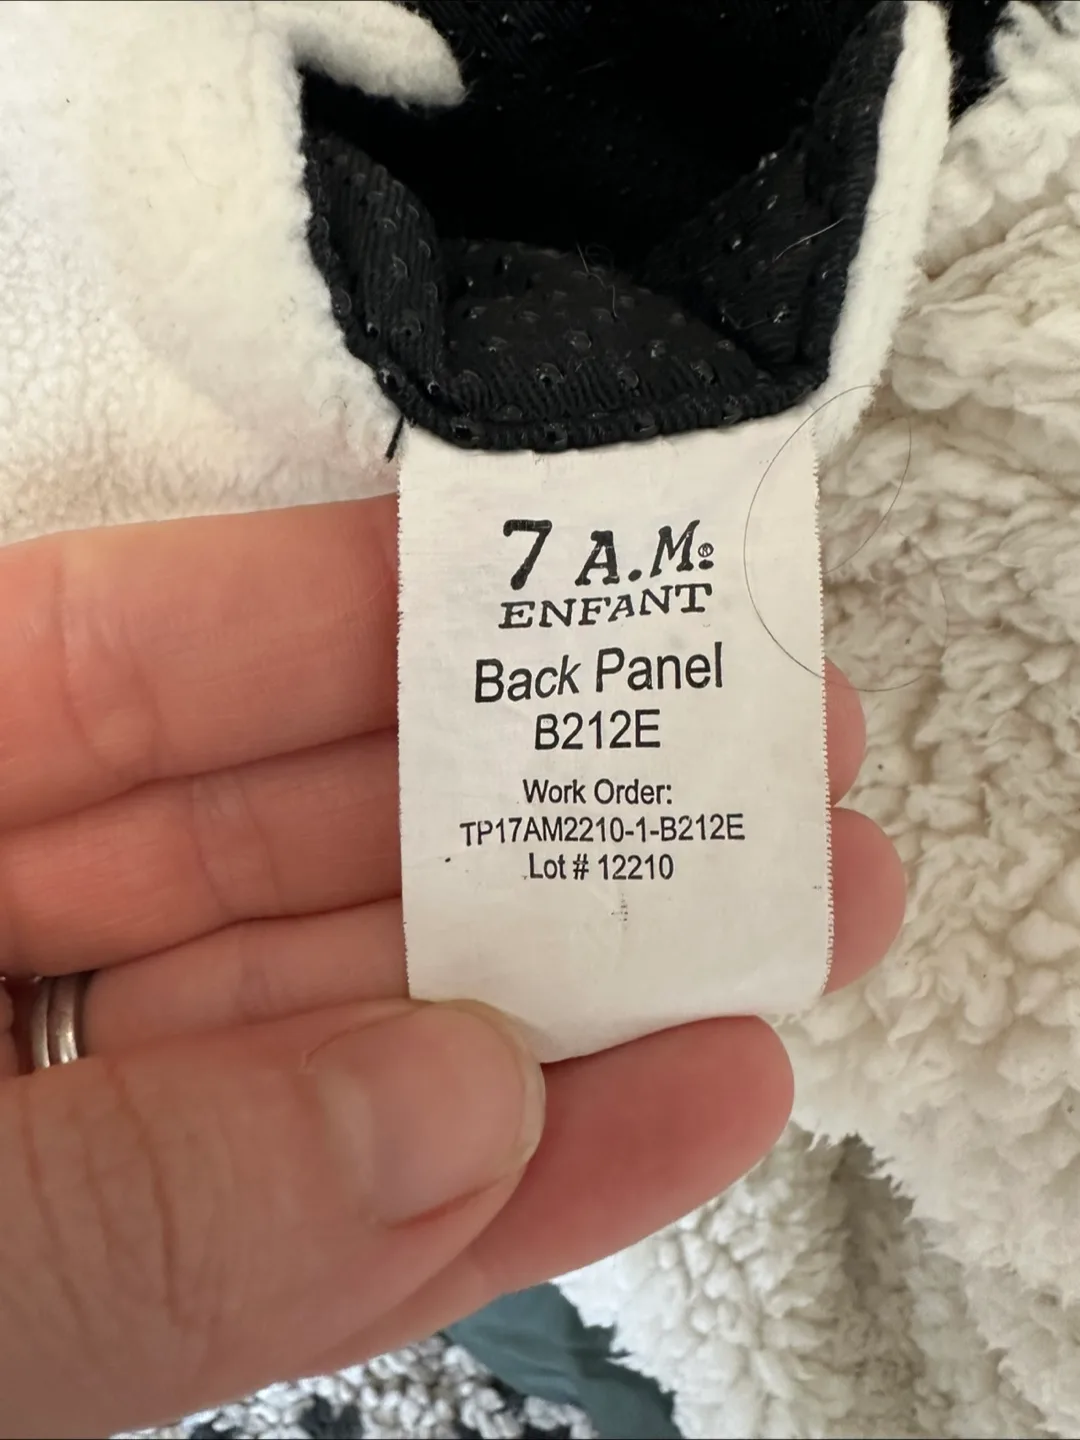 7 A.M.®
ENFANT
Back Panel
B212E
Work Order:
TP17AM2210-1-B212E
Lot # 12210